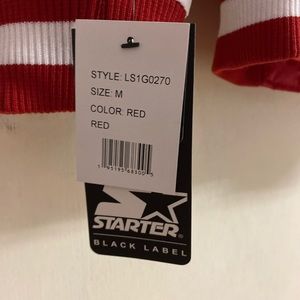 STYLE: LS1G0270
SIZE: M
COLOR: RED
RED
STARTER®
BLACK LABEL